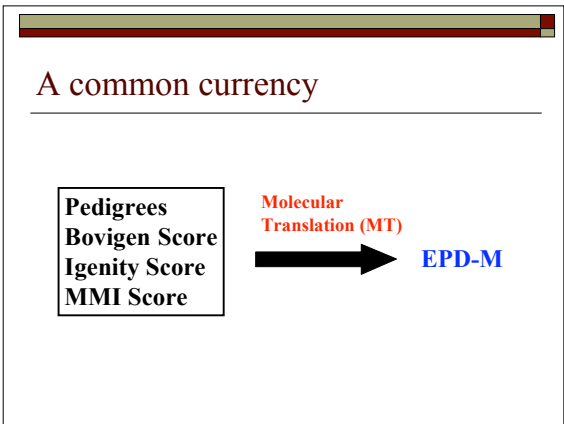 A common currency
Pedigrees
Bovigen Score
Igenity Score
MMI Score
Molecular
Translation (MT)
EPD-M